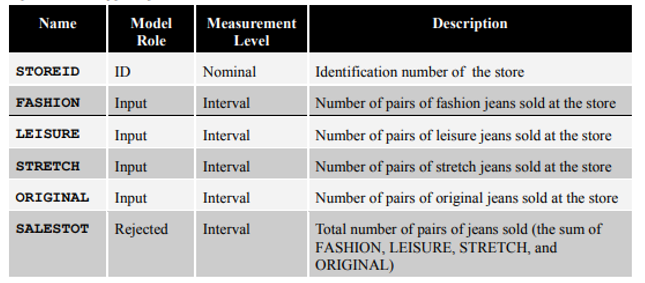 Name Model Role Measurement Level Description
STOREID ID Nominal Identification number of the store
FASHION Input Interval Number of pairs of fashion jeans sold at the store
LEISURE Input Interval Number of pairs of leisure jeans sold at the store
STRETCH Input Interval Number of pairs of stretch jeans sold at the store
ORIGINAL Input Interval Number of pairs of original jeans sold at the store
SALESTOT Rejected Interval Total number of pairs of jeans sold (the sum of
FASHION, LEISURE, STRETCH, and
ORIGINAL)